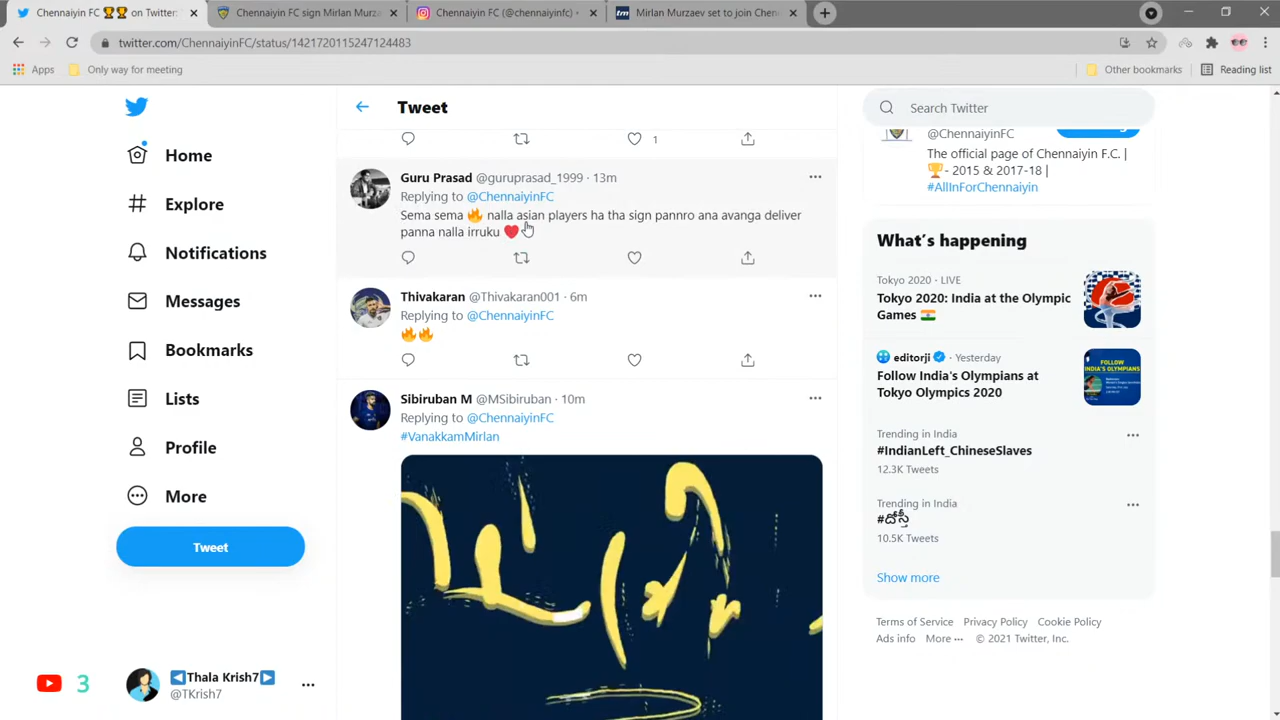 Chennaiyin FC 🏆🏆 on Twitter:
Chennaiyin FC sign Mirlan Murza
Chennaiyin FC (@chennaiyinfc) •
Mirlan Murzaev set to join Chen
twitter.com/ChennaiyinFC/status/1421720115247124483
Apps
Only way for meeting
Other bookmarks
Reading list
Home
Explore
Notifications
Messages
Bookmarks
Lists
Profile
More
Tweet
◀Thala Krish7▶
@TKrish7
3
Tweet
1
Guru Prasad @guruprasad_1999 · 13m
Replying to @ChennaiyinFC
Sema sema 🔥 nalla asian players ha tha sign pannro ana avanga deliver
panna nalla irruku ❤
Thivakaran @Thivakaran001 · 6m
Replying to @ChennaiyinFC
🔥🔥
Sibiruban M @MSibiruban · 10m
Replying to @ChennaiyinFC
#VanakkamMirlan
Search Twitter
@ChennaiyinFC
The official page of Chennaiyin F.C. |
🏆- 2015 & 2017-18 |
#AllInForChennaiyin
What's happening
Tokyo 2020 · LIVE
Tokyo 2020: India at the Olympic
Games 🇮🇳
editorji · Yesterday
Follow India's Olympians at
Tokyo Olympics 2020
FOLLOW
INDIA'S
OLYMPIANS
Trending in India
#IndianLeft_ChineseSlaves
12.3K Tweets
Trending in India
#దోస్తీ
10.5K Tweets
Show more
Terms of Service Privacy Policy Cookie Policy
Ads info More ··· © 2021 Twitter, Inc.